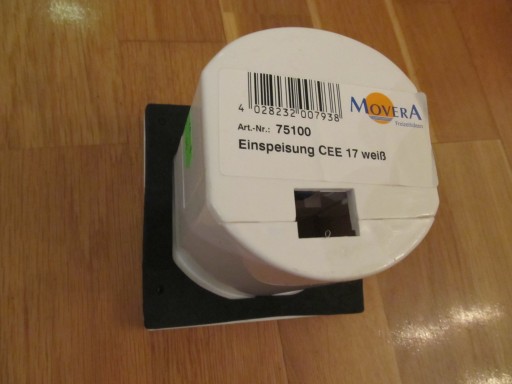 4 028232 007938
MOVERA
Art.-Nr.: 75100
Einspeisung CEE 17 weiß